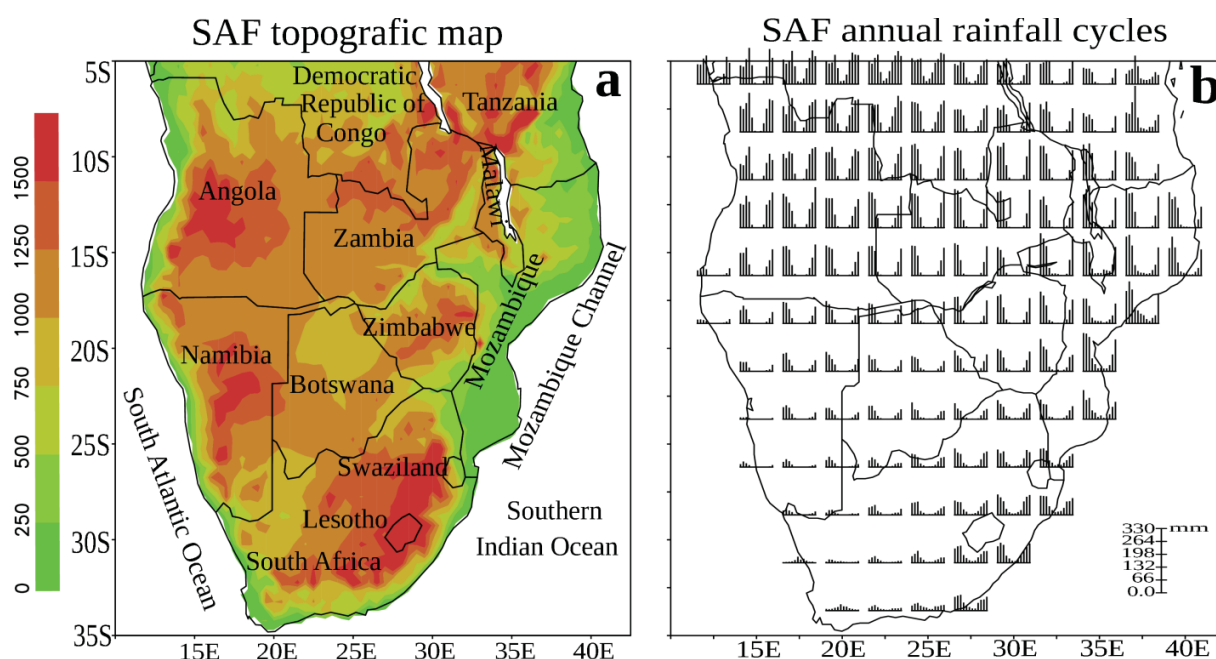 SAF topografic map
SAF annual rainfall cycles
a
b
Democratic
Republic of
Congo
Tanzania
Malawi
Angola
Zambia
Mozambique
Zimbabwe
Namibia
Botswana
Mozambique Channel
South Atlantic Ocean
Swaziland
Lesotho
South Africa
Southern
Indian Ocean
1500
1250
1000
750
500
250
0
5S
10S
15S
20S
25S
30S
35S
15E
20E
25E
30E
35E
40E
330 mm
264
198
132
66
0.0
15E
20E
25E
30E
35E
40E